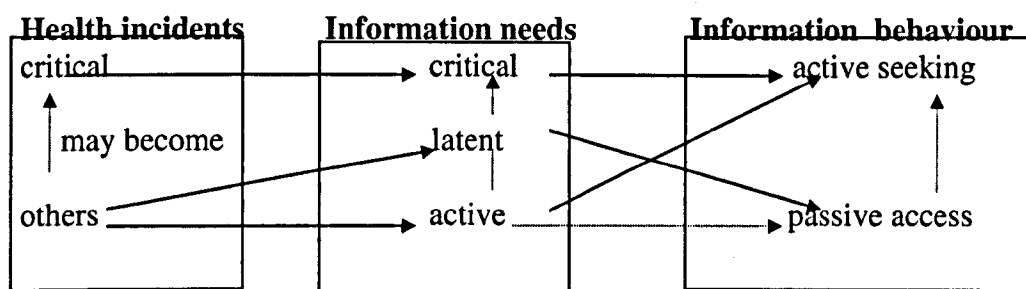 Health incidents Information needs Information behaviour
critical critical active seeking
may become latent
others active passive access